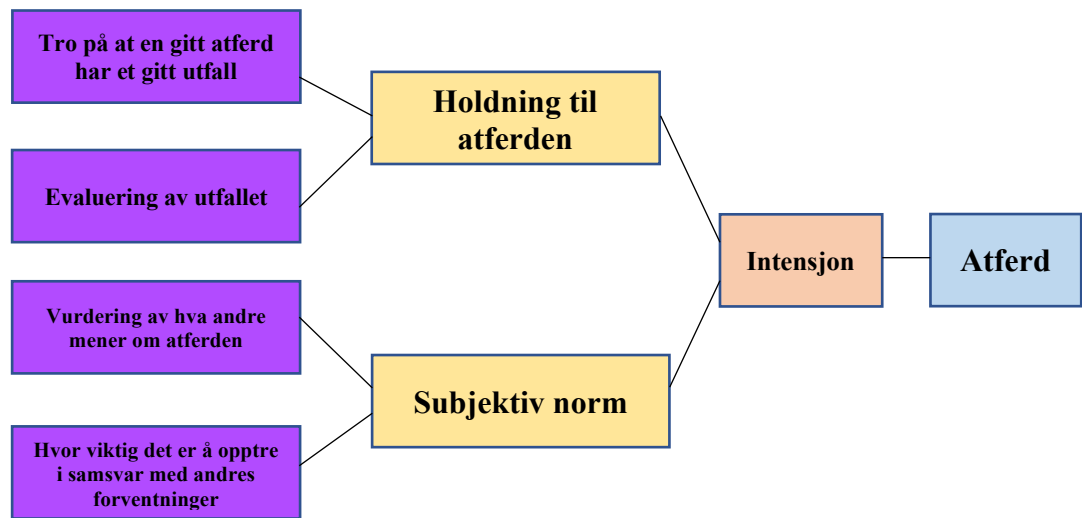 Tro på at en gitt atferd
har et gitt utfall
Evaluering av utfallet
Vurdering av hva andre
mener om atferden
Hvor viktig det er å opptre
i samsvar med andres
forventninger
Holdning til
atferden
Subjektiv norm
Intensjon
Atferd